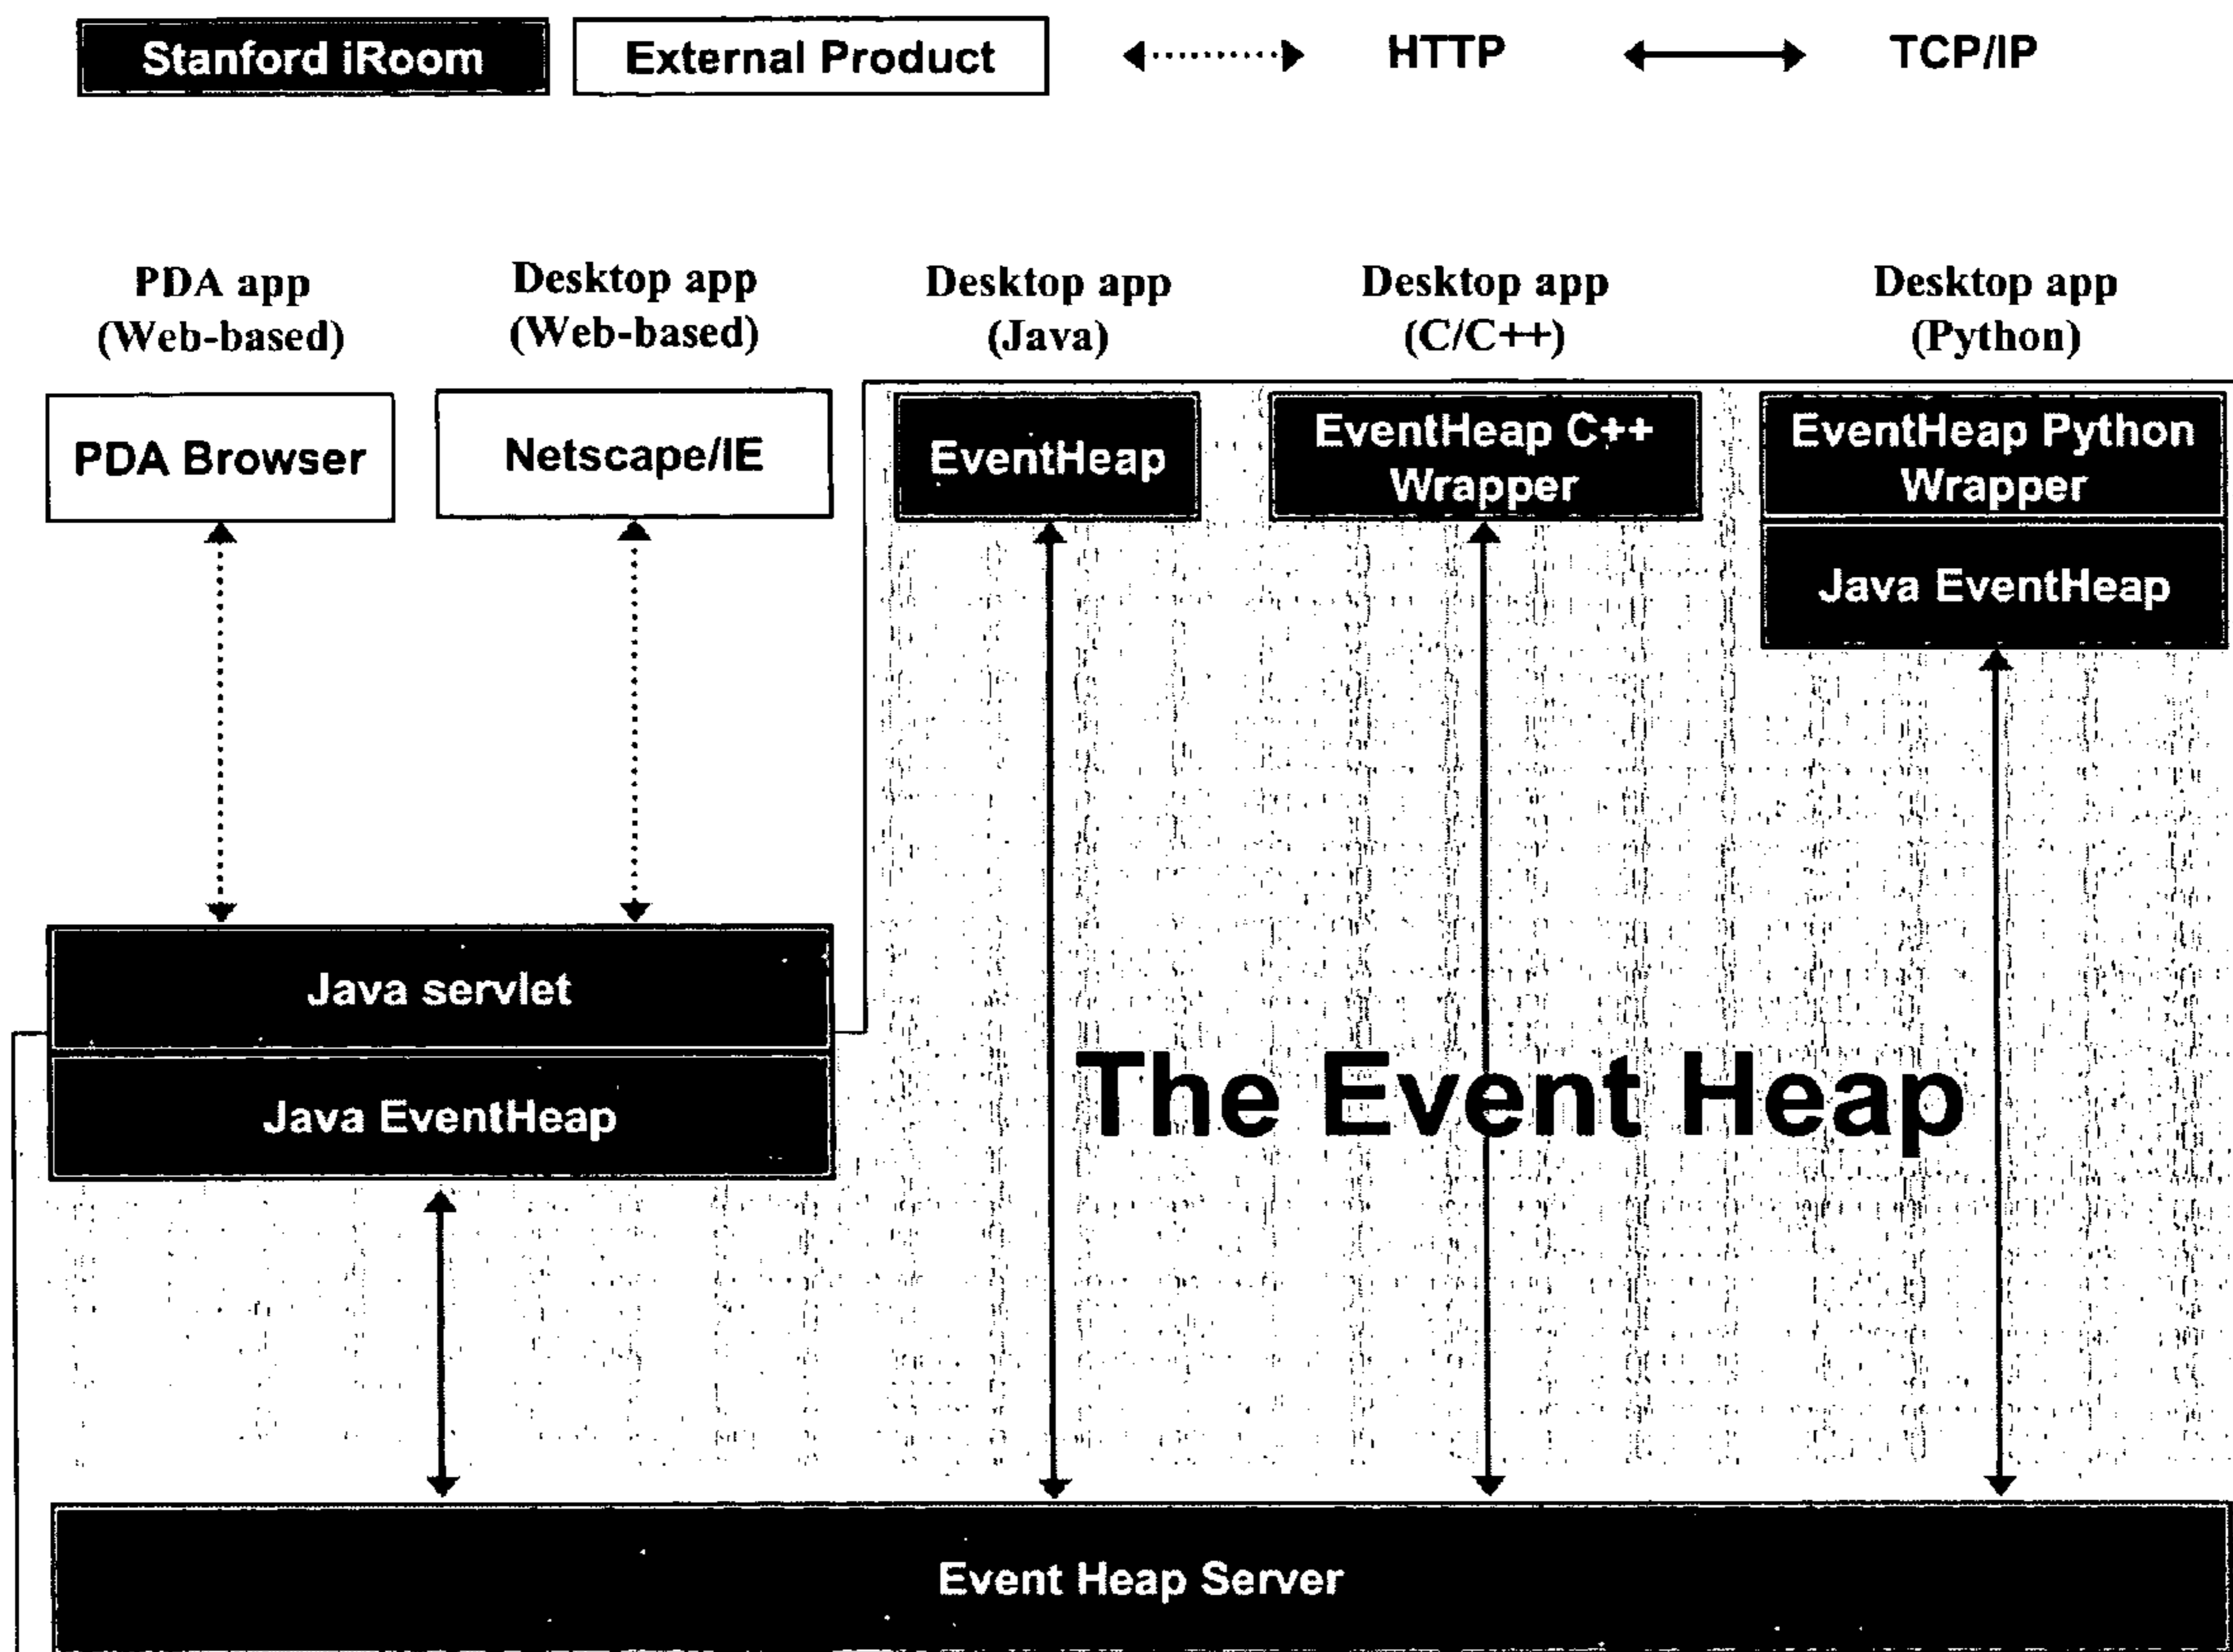 Stanford iRoom
External Product
HTTP
TCP/IP
PDA app
(Web-based)
Desktop app
(Web-based)
Desktop app
(Java)
Desktop app
(C/C++)
Desktop app
(Python)
PDA Browser
Netscape/IE
EventHeap
EventHeap C++
Wrapper
EventHeap Python
Wrapper
Java EventHeap
Java servlet
Java EventHeap
The Event Heap
Event Heap Server